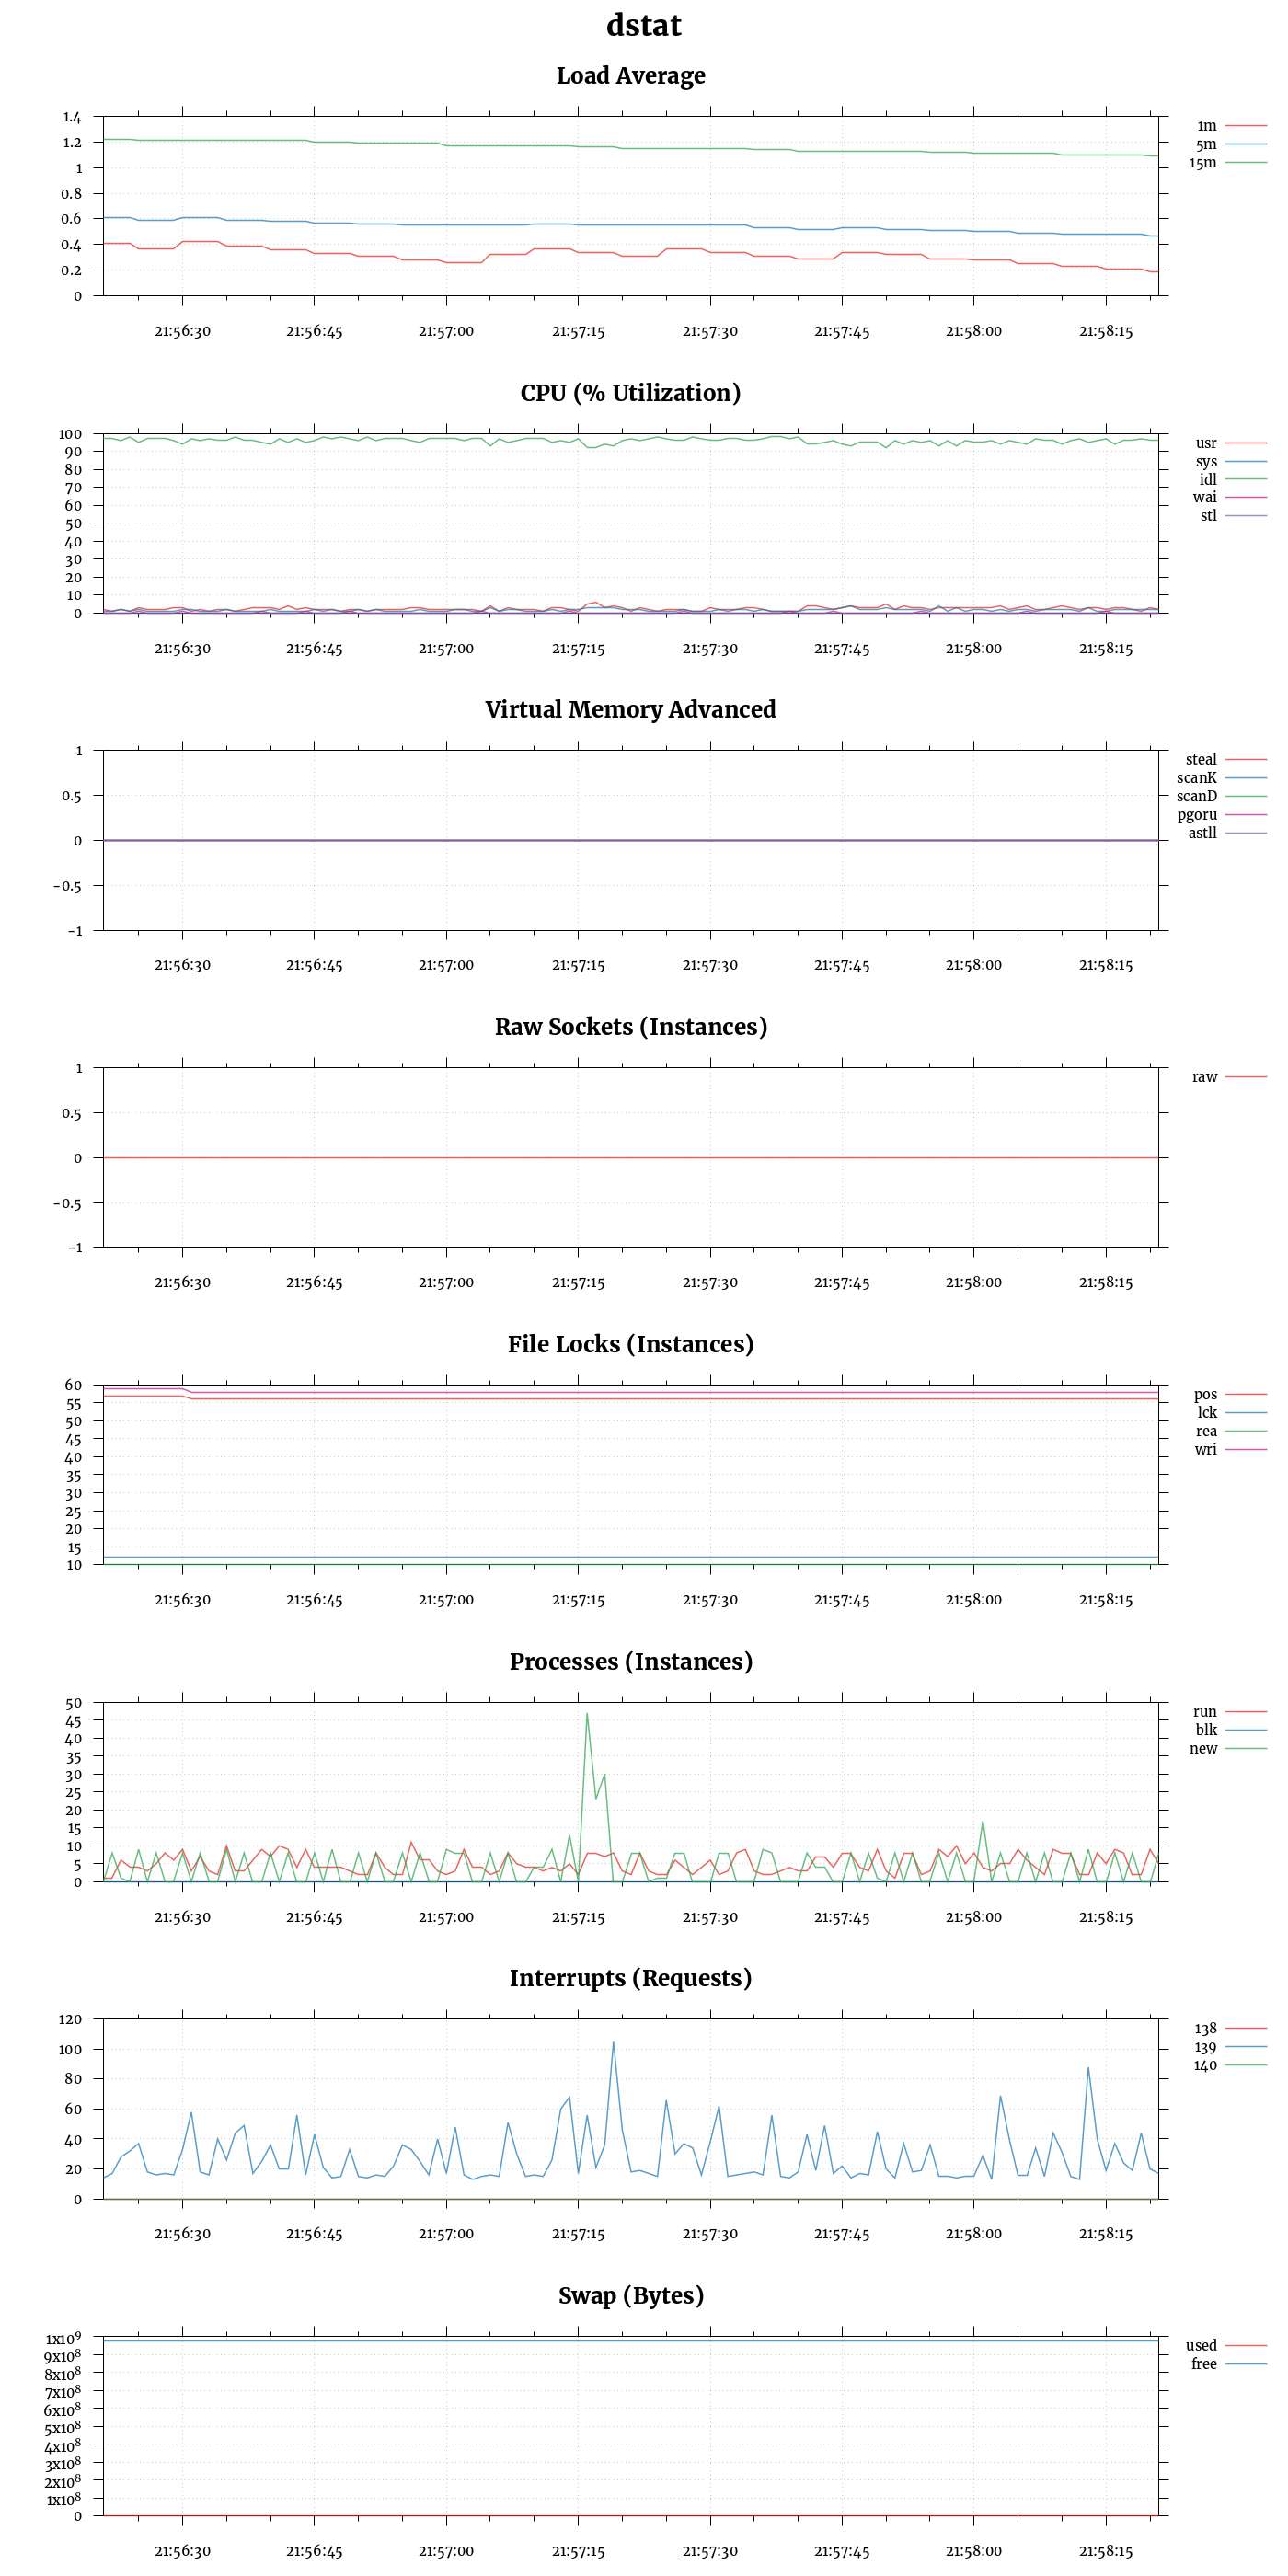 dstat
Load Average
1.4
1.2
1
0.8
0.6
0.4
0.2
0
1m
5m
15m
21:56:30 21:56:45 21:57:00 21:57:15 21:57:30 21:57:45 21:58:00 21:58:15
CPU (% Utilization)
100
90
80
70
60
50
40
30
20
10
0
usr
sys
idl
wai
stl
21:56:30 21:56:45 21:57:00 21:57:15 21:57:30 21:57:45 21:58:00 21:58:15
Virtual Memory Advanced
1
0.5
0
-0.5
-1
steal
scanK
scanD
pgoru
astll
21:56:30 21:56:45 21:57:00 21:57:15 21:57:30 21:57:45 21:58:00 21:58:15
Raw Sockets (Instances)
1
0.5
0
-0.5
-1
raw
21:56:30 21:56:45 21:57:00 21:57:15 21:57:30 21:57:45 21:58:00 21:58:15
File Locks (Instances)
60
55
50
45
40
35
30
25
20
15
10
pos
lck
rea
wri
21:56:30 21:56:45 21:57:00 21:57:15 21:57:30 21:57:45 21:58:00 21:58:15
Processes (Instances)
50
45
40
35
30
25
20
15
10
5
0
run
blk
new
21:56:30 21:56:45 21:57:00 21:57:15 21:57:30 21:57:45 21:58:00 21:58:15
Interrupts (Requests)
120
100
80
60
40
20
0
138
139
140
21:56:30 21:56:45 21:57:00 21:57:15 21:57:30 21:57:45 21:58:00 21:58:15
Swap (Bytes)
1x10⁹
9x10⁸
8x10⁸
7x10⁸
6x10⁸
5x10⁸
4x10⁸
3x10⁸
2x10⁸
1x10⁸
0
used
free
21:56:30 21:56:45 21:57:00 21:57:15 21:57:30 21:57:45 21:58:00 21:58:15